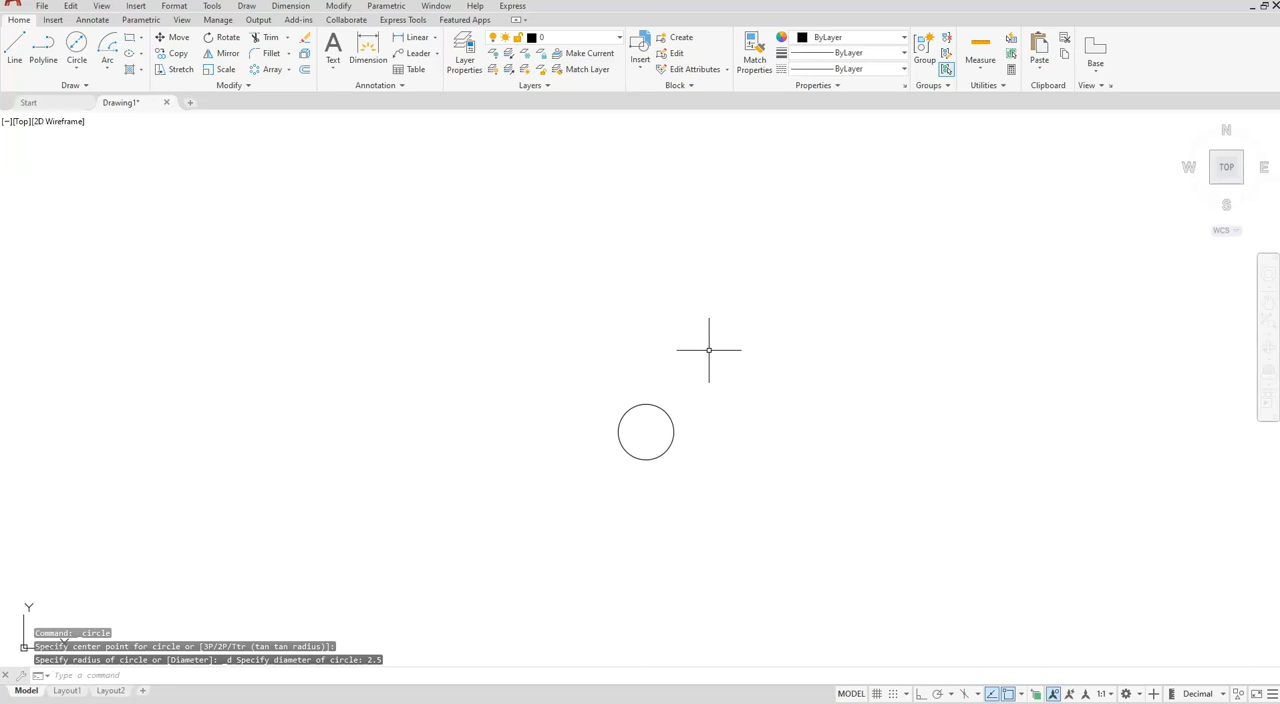 File Edit View Insert Format Tools Draw Dimension Modify Parametric Window Help Express
Home Insert Annotate Parametric View Manage Output Add-ins Collaborate Express Tools Featured Apps
Line Polyline Circle Arc
Move Rotate Trim
Copy Mirror Fillet
Stretch Scale Array
Text Dimension
Linear
Leader
Table
Layer Properties
0
Make Current
Match Layer
Insert
Create
Edit
Edit Attributes
Match Properties
ByLayer
ByLayer
ByLayer
Group
Measure
Paste
Base
Draw Modify Annotation Layers Block Properties Groups Utilities Clipboard View
Start Drawing1*
[−][Top][2D Wireframe]
N
W TOP E
S
WCS
Y
Command: _circle
Specify center point for circle or [3P/2P/Ttr (tan tan radius)]:
Specify radius of circle or [Diameter]: _d Specify diameter of circle: 2.5
Type a command
Model Layout1 Layout2 MODEL 1:1 Decimal